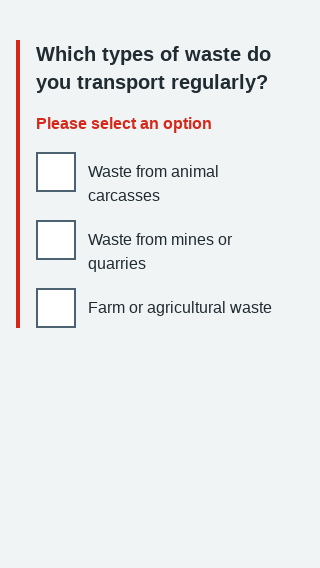 Which types of waste do
you transport regularly?
Please select an option
Waste from animal
carcasses
Waste from mines or
quarries
Farm or agricultural waste